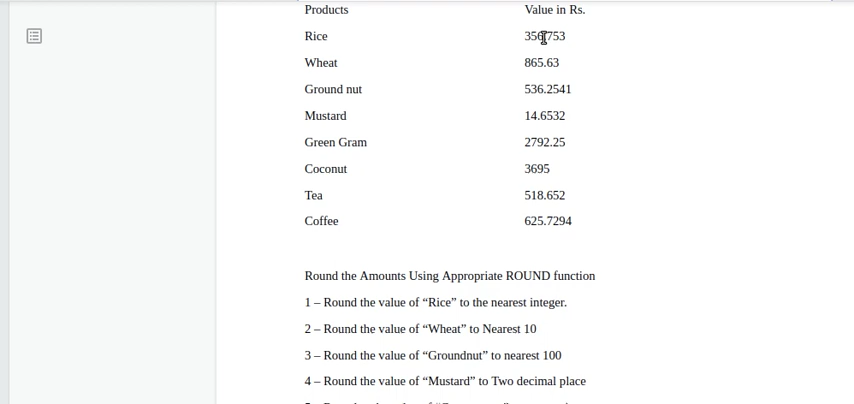 Products Value in Rs.
Rice 356.753
Wheat 865.63
Ground nut 536.2541
Mustard 14.6532
Green Gram 2792.25
Coconut 3695
Tea 518.652
Coffee 625.7294
Round the Amounts Using Appropriate ROUND function
1 – Round the value of “Rice” to the nearest integer.
2 – Round the value of “Wheat” to Nearest 10
3 – Round the value of “Groundnut” to nearest 100
4 – Round the value of “Mustard” to Two decimal place